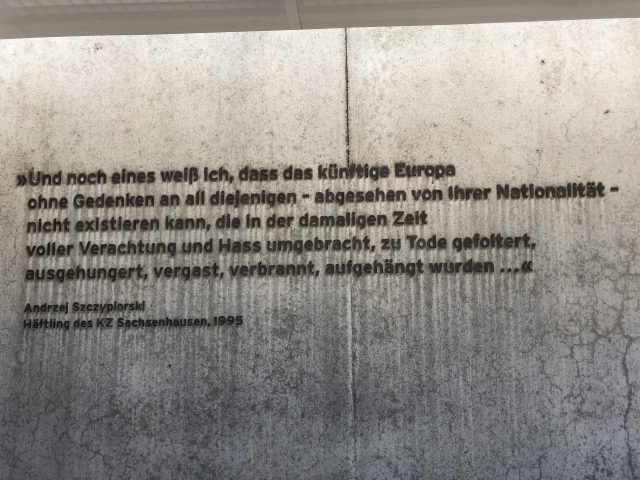 »Und noch eines weiß ich, dass das künftige Europa
ohne Gedenken an all diejenigen - abgesehen von ihrer Nationalität -
nicht existieren kann, die in der damaligen Zeit
voller Verachtung und Hass umgebracht, zu Tode gefoltert,
ausgehungert, vergast, verbrannt, aufgehängt wurden ...«
Andrzej Szczypiorski
Häftling des KZ Sachsenhausen, 1995